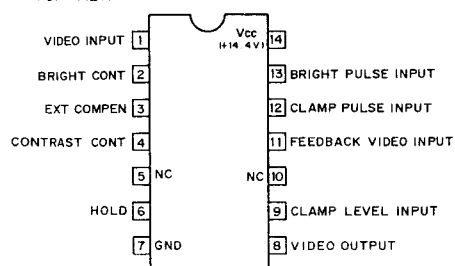 VIDEO INPUT 1 Vcc (+14.4V) 14
BRIGHT CONT 2 13 BRIGHT PULSE INPUT
EXT COMPEN 3 12 CLAMP PULSE INPUT
CONTRAST CONT 4 11 FEEDBACK VIDEO INPUT
5 NC NC 10
HOLD 6 9 CLAMP LEVEL INPUT
7 GND 8 VIDEO OUTPUT